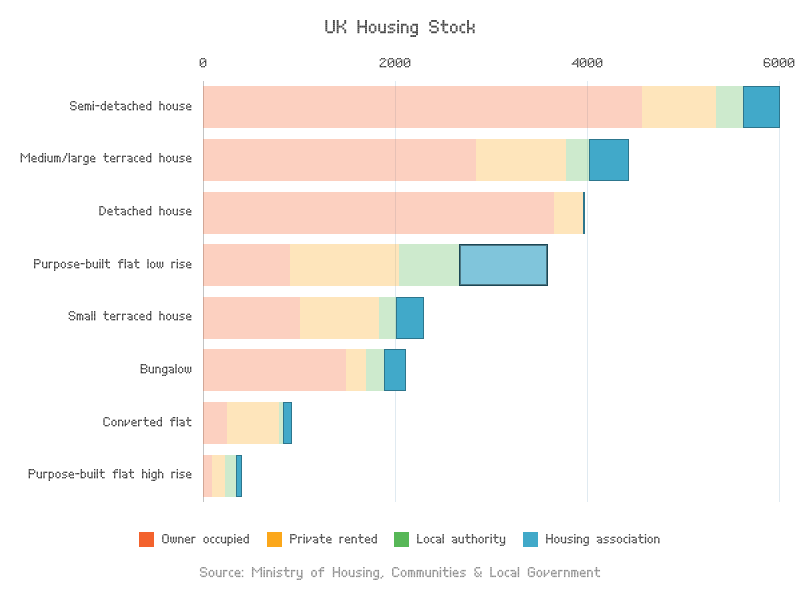 UK Housing Stock
0 2000 4000 6000
Semi-detached house
Medium/large terraced house
Detached house
Purpose-built flat low rise
Small terraced house
Bungalow
Converted flat
Purpose-built flat high rise
Owner occupied Private rented Local authority Housing association
Source: Ministry of Housing, Communities & Local Government